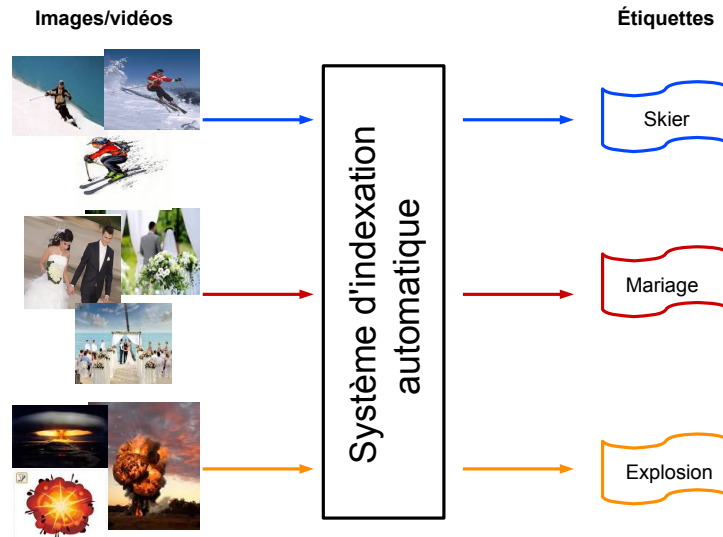 Images/vidéos
Étiquettes
Système d'indexation
automatique
Skier
Mariage
Explosion